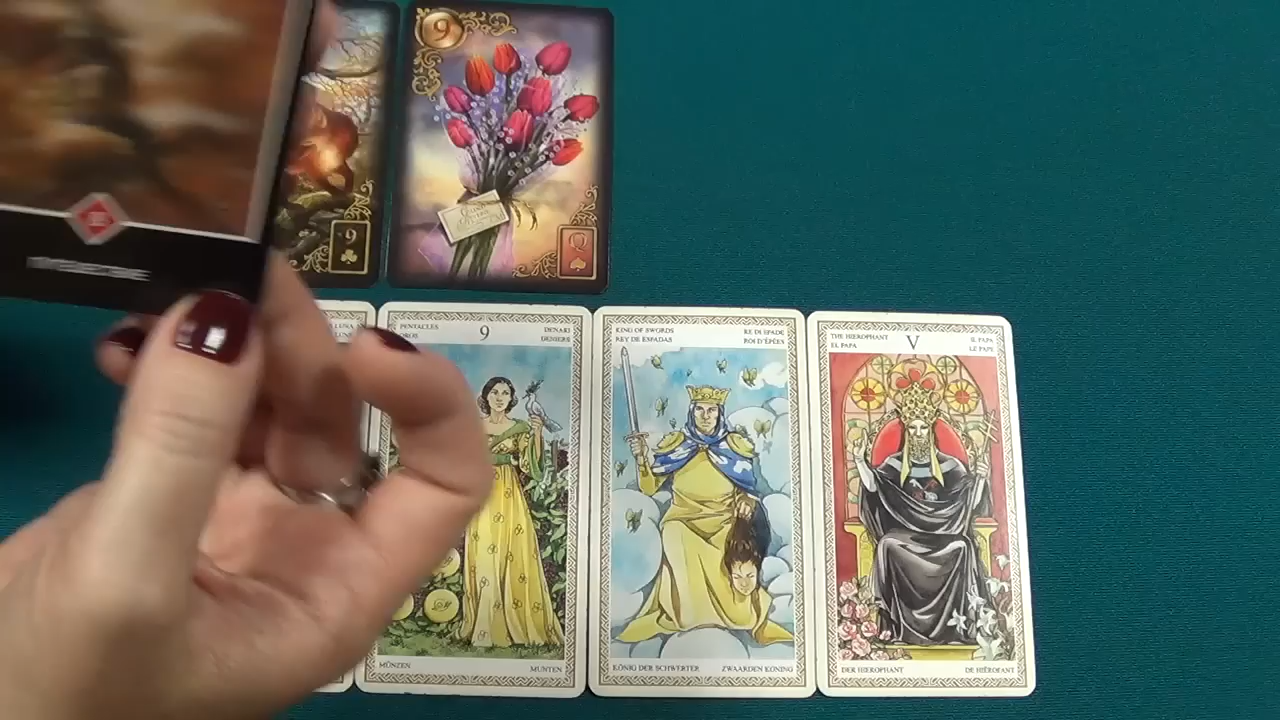 9
9
Q
PENTACLES
OROS
9
DENARI
DENIERS
MÜNZEN
MUNTEN
KING OF SWORDS
REY DE ESPADAS
RE DI SPADE
ROI D'ÉPÉES
KÖNIG DER SCHWERTER
ZWAARDEN KONING
THE HIEROPHANT
EL PAPA
V
IL PAPA
LE PAPE
DER HIEROPHANT
DE HIËROFANT